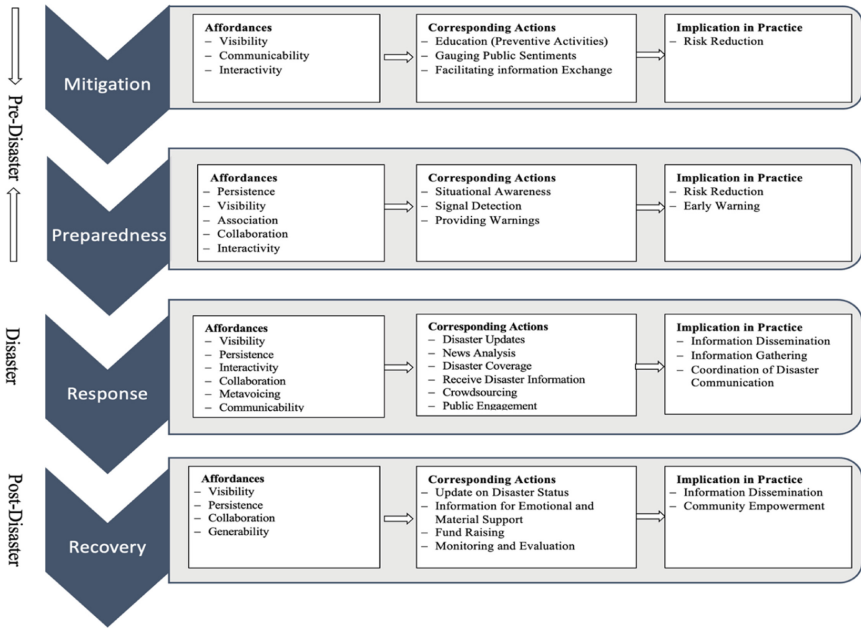 Pre-Disaster
Mitigation
Affordances
– Visibility
– Communicability
– Interactivity
Corresponding Actions
– Education (Preventive Activities)
– Gauging Public Sentiments
– Facilitating information Exchange
Implication in Practice
– Risk Reduction
Preparedness
Affordances
– Persistence
– Visibility
– Association
– Collaboration
– Interactivity
Corresponding Actions
– Situational Awareness
– Signal Detection
– Providing Warnings
Implication in Practice
– Risk Reduction
– Early Warning
Disaster
Response
Affordances
– Visibility
– Persistence
– Interactivity
– Collaboration
– Metavoicing
– Communicability
Corresponding Actions
– Disaster Updates
– News Analysis
– Disaster Coverage
– Receive Disaster Information
– Crowdsourcing
– Public Engagement
Implication in Practice
– Information Dissemination
– Information Gathering
– Coordination of Disaster
Communication
Post-Disaster
Recovery
Affordances
– Visibility
– Persistence
– Collaboration
– Generability
Corresponding Actions
– Update on Disaster Status
– Information for Emotional and
Material Support
– Fund Raising
– Monitoring and Evaluation
Implication in Practice
– Information Dissemination
– Community Empowerment